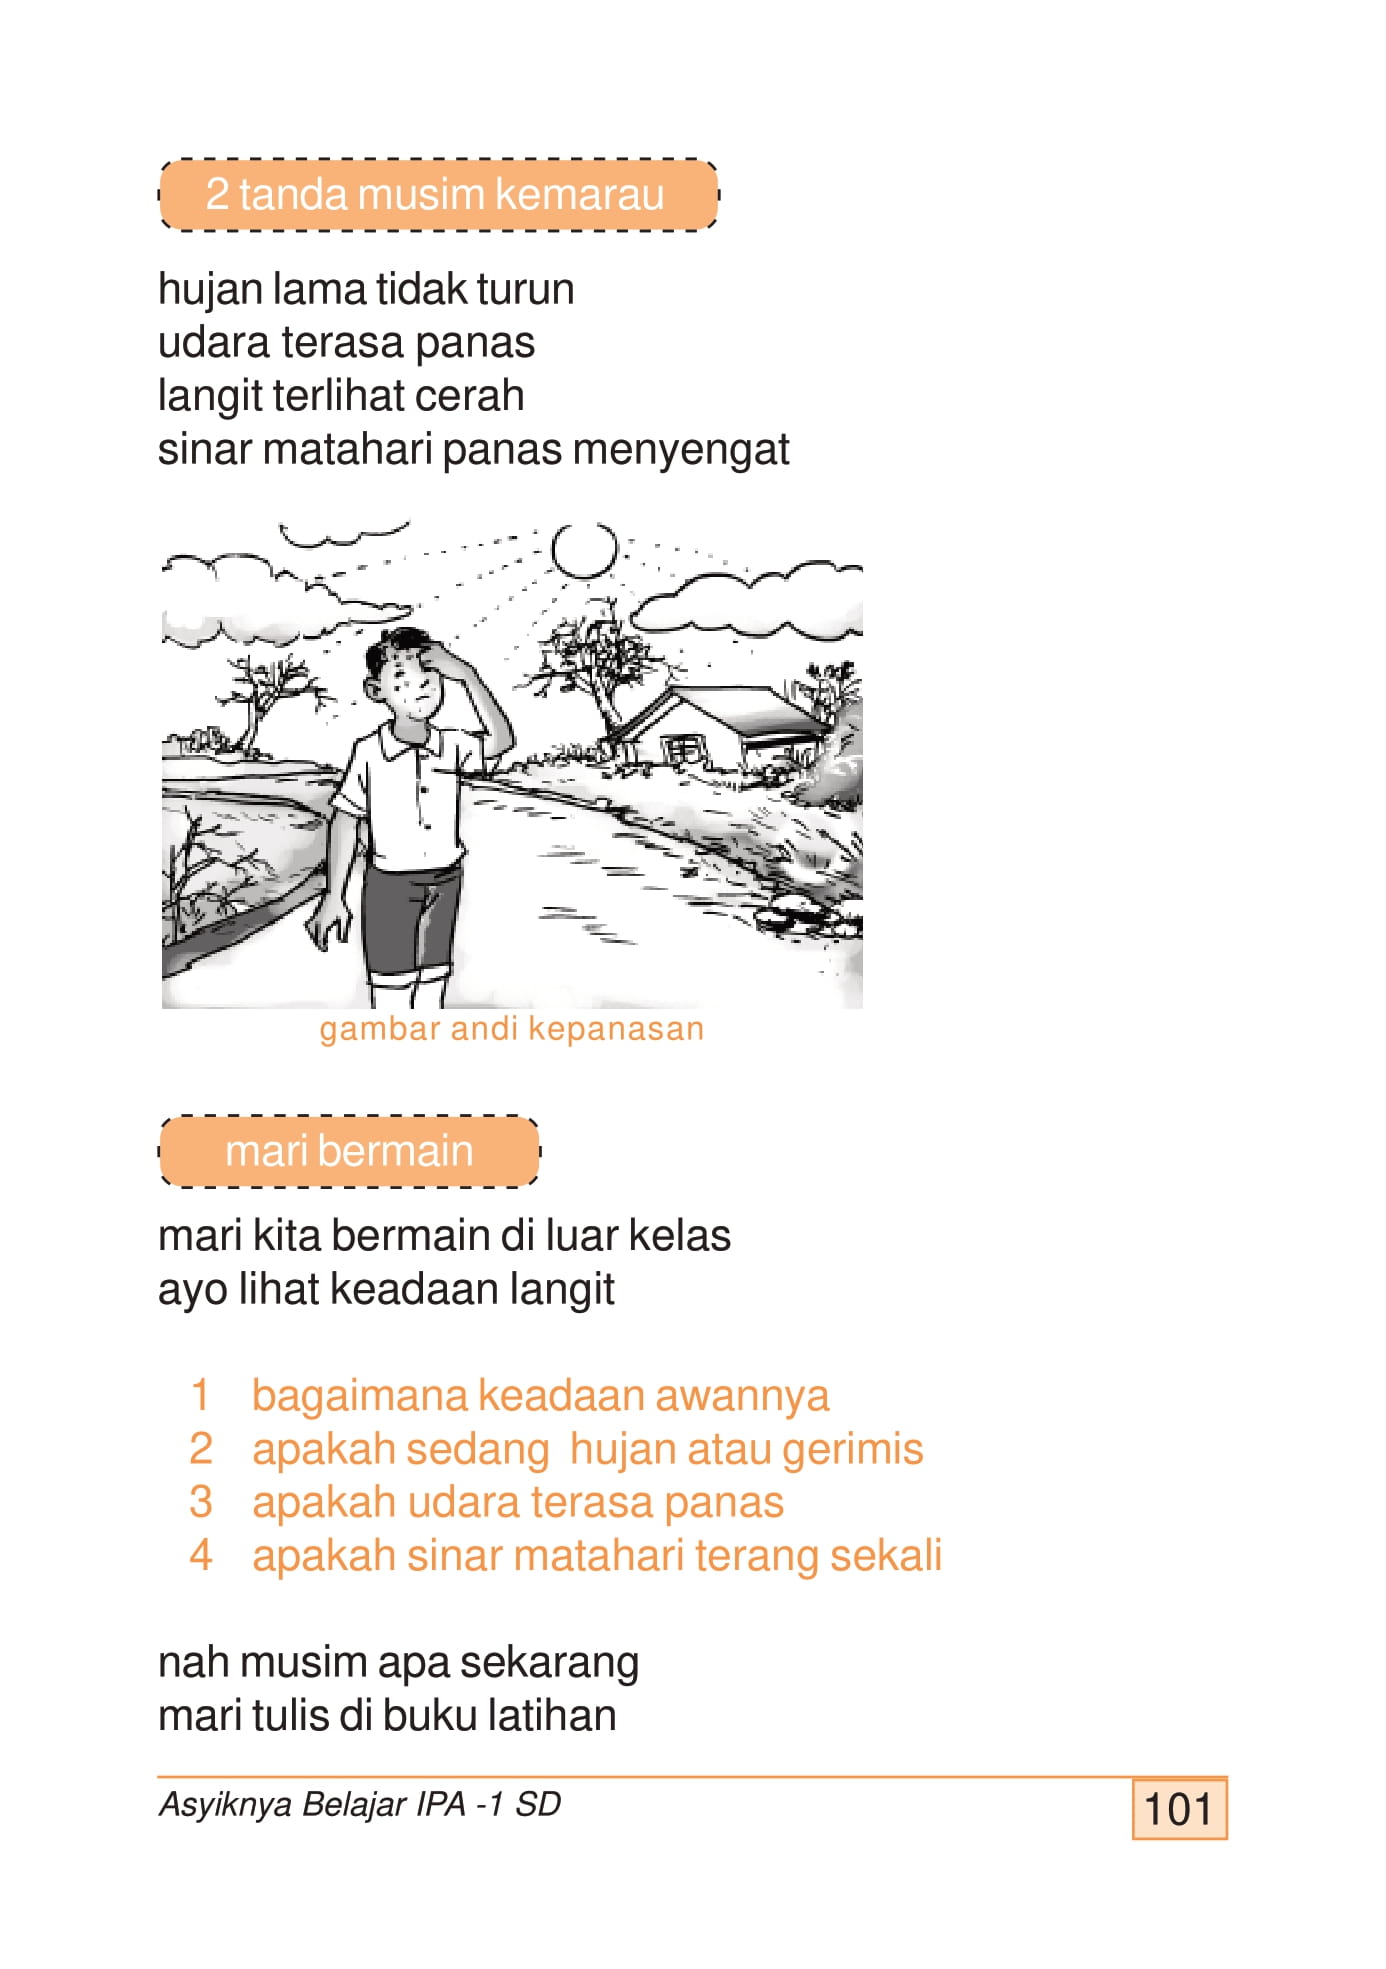 2 tanda musim kemarau
hujan lama tidak turun
udara terasa panas
langit terlihat cerah
sinar matahari panas menyengat
gambar andi kepanasan
mari bermain
mari kita bermain di luar kelas
ayo lihat keadaan langit
1 bagaimana keadaan awannya
2 apakah sedang hujan atau gerimis
3 apakah udara terasa panas
4 apakah sinar matahari terang sekali
nah musim apa sekarang
mari tulis di buku latihan
Asyiknya Belajar IPA -1 SD
101